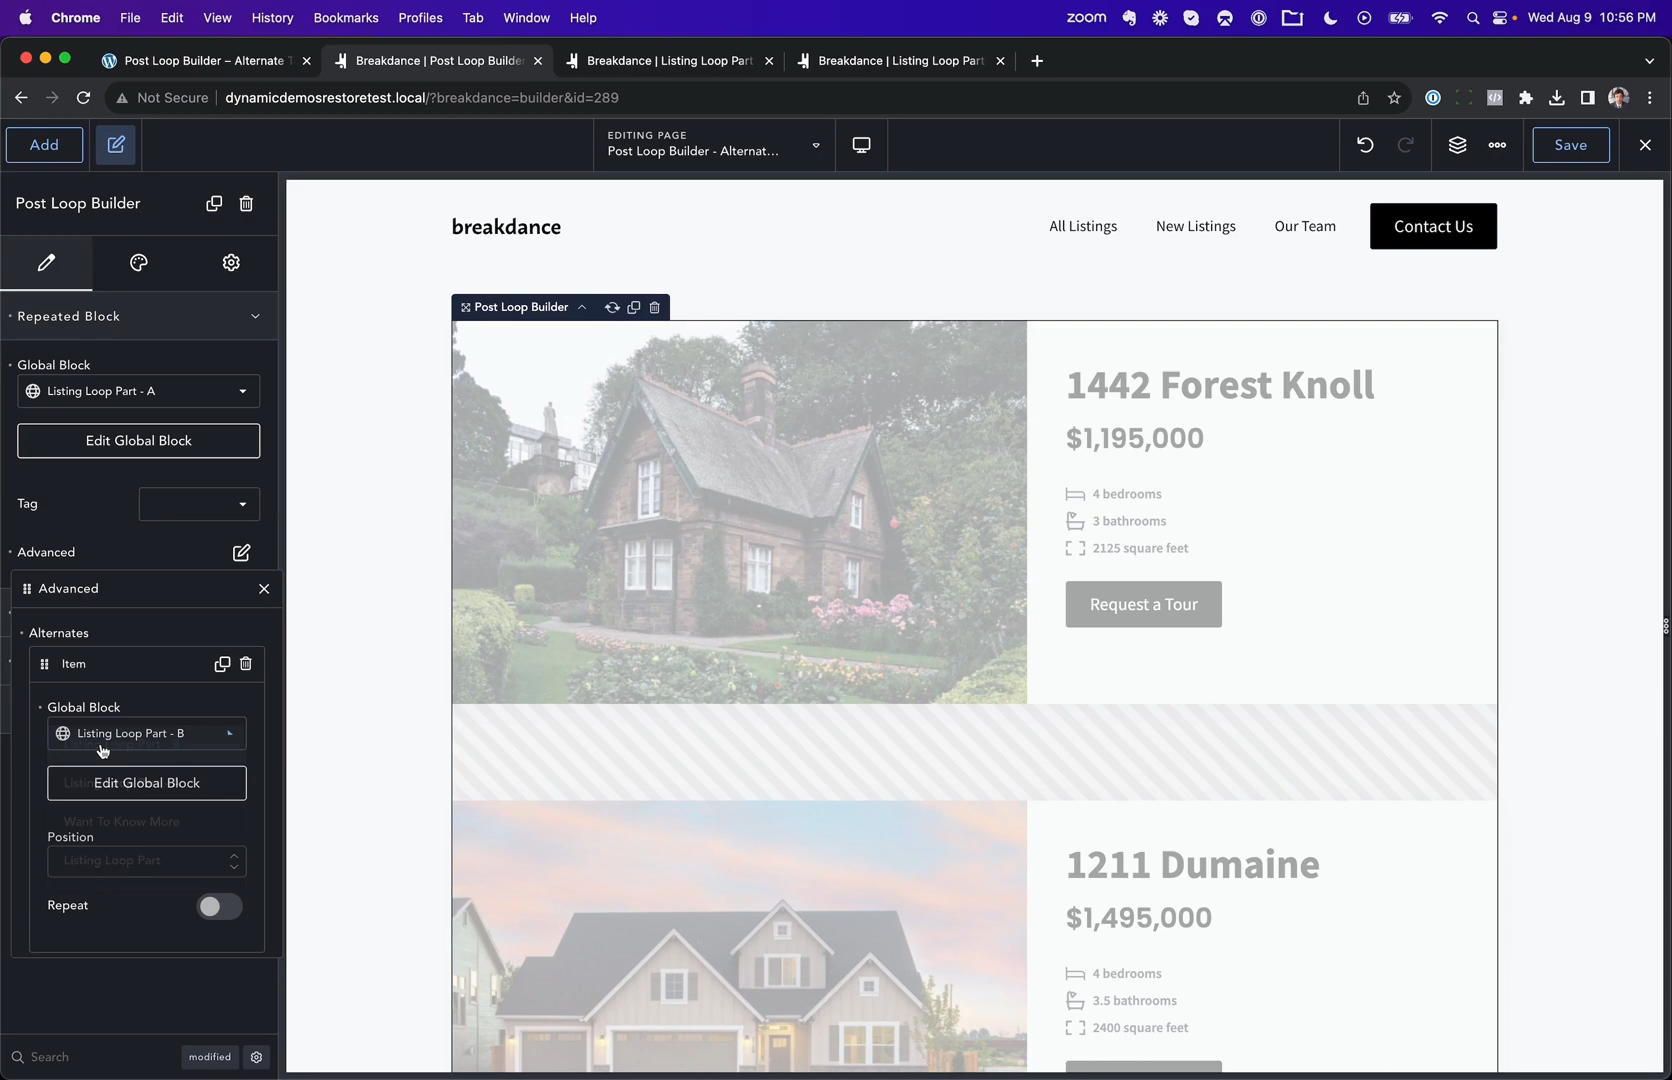 Chrome File Edit View History Bookmarks Profiles Tab Window Help
zoom Wed Aug 9 10:56 PM
Post Loop Builder – Alternate
Breakdance | Post Loop Builder
Breakdance | Listing Loop Part
Breakdance | Listing Loop Part
Not Secure dynamicdemosrestoretest.local/?breakdance=builder&id=289
Add
EDITING PAGE
Post Loop Builder - Alternat...
Save
Post Loop Builder
Repeated Block
Global Block
Listing Loop Part - A
Edit Global Block
Tag
Advanced
Advanced
Alternates
Item
Global Block
Listing Loop Part - B
Edit Global Block
Want To Know More
Position
Listing Loop Part
Repeat
Search
modified
breakdance
All Listings
New Listings
Our Team
Contact Us
Post Loop Builder
1442 Forest Knoll
$1,195,000
4 bedrooms
3 bathrooms
2125 square feet
Request a Tour
1211 Dumaine
$1,495,000
4 bedrooms
3.5 bathrooms
2400 square feet